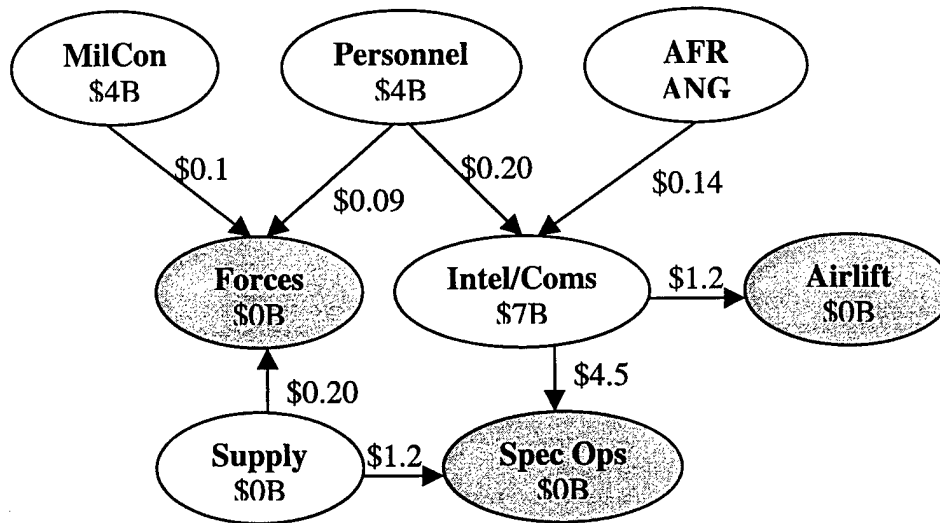 MilCon
$4B
Personnel
$4B
AFR
ANG
$0.1
$0.09
$0.20
$0.14
Forces
$0B
Intel/Coms
$7B
$1.2
Airlift
$0B
$0.20
$4.5
Supply
$0B
$1.2
Spec Ops
$0B